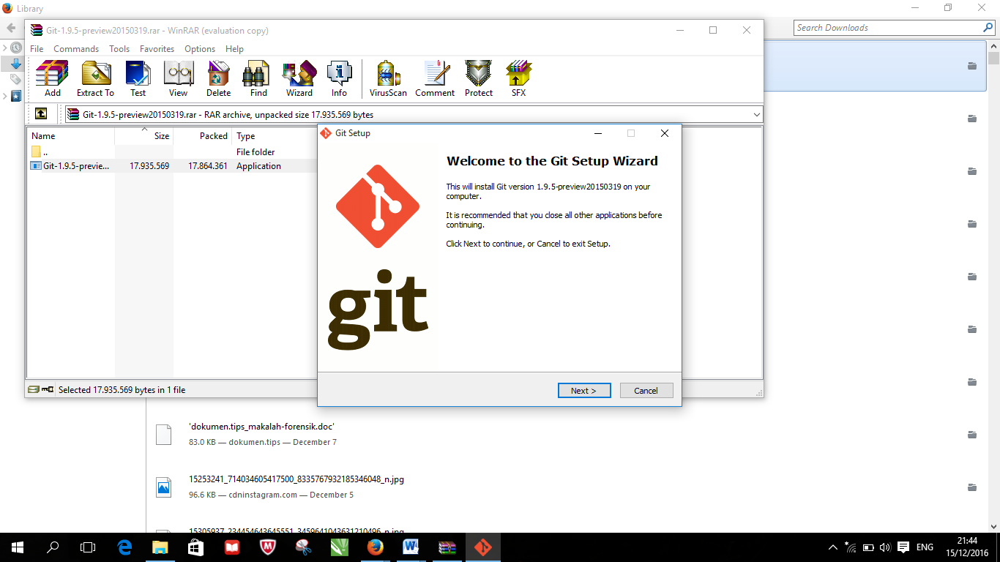 Library
Search Downloads
Git-1.9.5-preview20150319.rar - WinRAR (evaluation copy)
File Commands Tools Favorites Options Help
Add Extract To Test View Delete Find Wizard Info VirusScan Comment Protect SFX
Git-1.9.5-preview20150319.rar - RAR archive, unpacked size 17.935.569 bytes
Name Size Packed Type
.. File folder
Git-1.9.5-previe... 17.935.569 17.864.361 Application
Selected 17.935.569 bytes in 1 file
Git Setup
git
Welcome to the Git Setup Wizard
This will install Git version 1.9.5-preview20150319 on your
computer.
It is recommended that you close all other applications before
continuing.
Click Next to continue, or Cancel to exit Setup.
Next > Cancel
'dokumen.tips_makalah-forensik.doc'
83.0 KB — dokumen.tips — December 7
15253241_714034605417500_8335767932185346048_n.jpg
96.6 KB — cdninstagram.com — December 5
15305937_234454643645551_3459641043631210496_n.jpg
ENG
21:44
15/12/2016